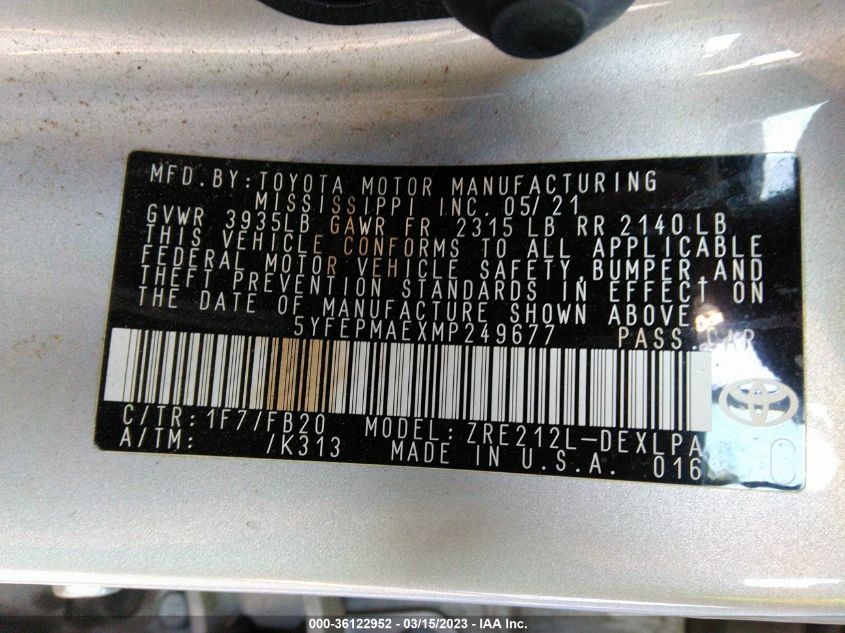 MFD.BY:TOYOTA MOTOR MANUFACTURING
MISSISSIPPI INC. 05/21
GVWR 3935LB GAWR FR 2315 LB RR 2140 LB
THIS VEHICLE CONFORMS TO ALL APPLICABLE
FEDERAL MOTOR VEHICLE SAFETY, BUMPER, AND
THEFT PREVENTION STANDARDS IN EFFECT ON
THE DATE OF MANUFACTURE SHOWN ABOVE.
5YFEPMAEXMP249677 PASS.CAR
C/TR:1F7/FB20 MODEL:ZRE212L-DEXLPA
A/TM: /K313 MADE IN U.S.A. 016
C
000-36122952 - 03/15/2023 - IAA Inc.